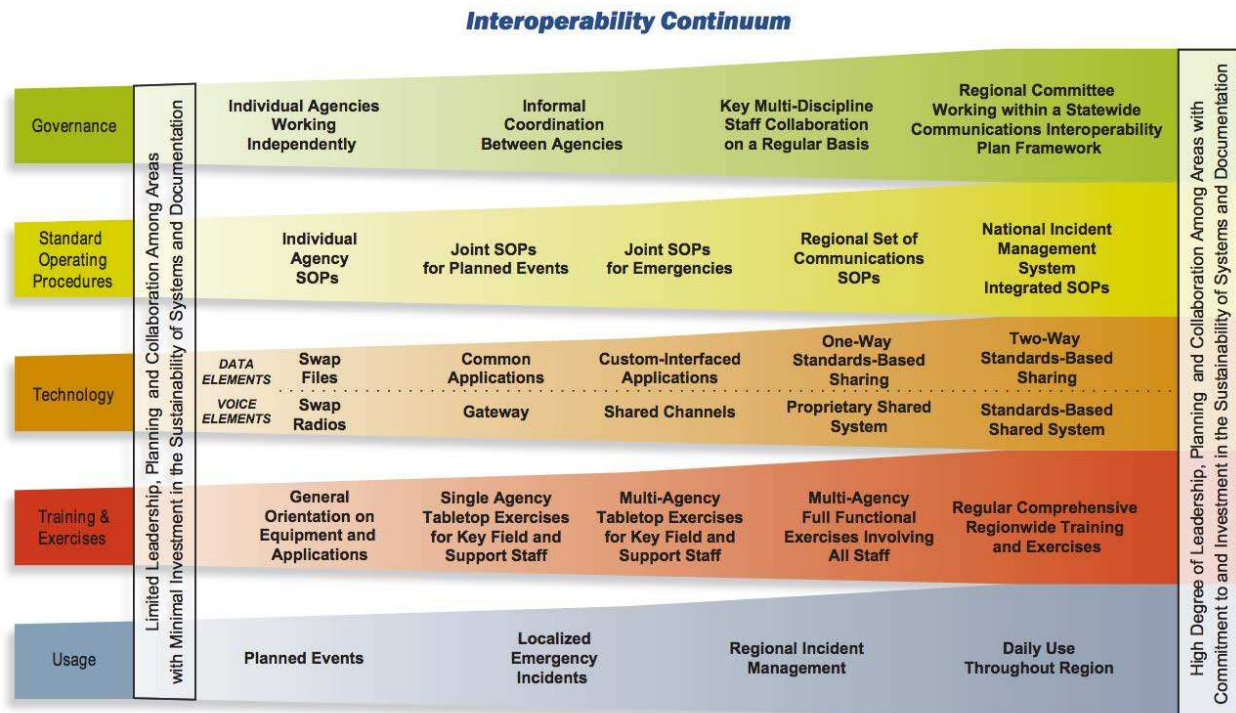 Interoperability Continuum
Limited Leadership, Planning and Collaboration Among Areas
with Minimal Investment in the Sustainability of Systems and Documentation
Governance
Individual Agencies
Working
Independently
Informal
Coordination
Between Agencies
Key Multi-Discipline
Staff Collaboration
on a Regular Basis
Regional Committee
Working within a Statewide
Communications Interoperability
Plan Framework
Standard
Operating
Procedures
Individual
Agency
SOPs
Joint SOPs
for Planned Events
Joint SOPs
for Emergencies
Regional Set of
Communications
SOPs
National Incident
Management
System
Integrated SOPs
Technology
DATA
ELEMENTS
Swap
Files
Common
Applications
Custom-Interfaced
Applications
One-Way
Standards-Based
Sharing
Two-Way
Standards-Based
Sharing
VOICE
ELEMENTS
Swap
Radios
Gateway
Shared Channels
Proprietary Shared
System
Standards-Based
Shared System
Training &
Exercises
General
Orientation on
Equipment and
Applications
Single Agency
Tabletop Exercises
for Key Field and
Support Staff
Multi-Agency
Tabletop Exercises
for Key Field and
Support Staff
Multi-Agency
Full Functional
Exercises Involving
All Staff
Regular Comprehensive
Regionwide Training
and Exercises
Usage
Planned Events
Localized
Emergency
Incidents
Regional Incident
Management
Daily Use
Throughout Region
High Degree of Leadership, Planning and Collaboration Among Areas with
Commitment to and Investment in the Sustainability of Systems and Documentation